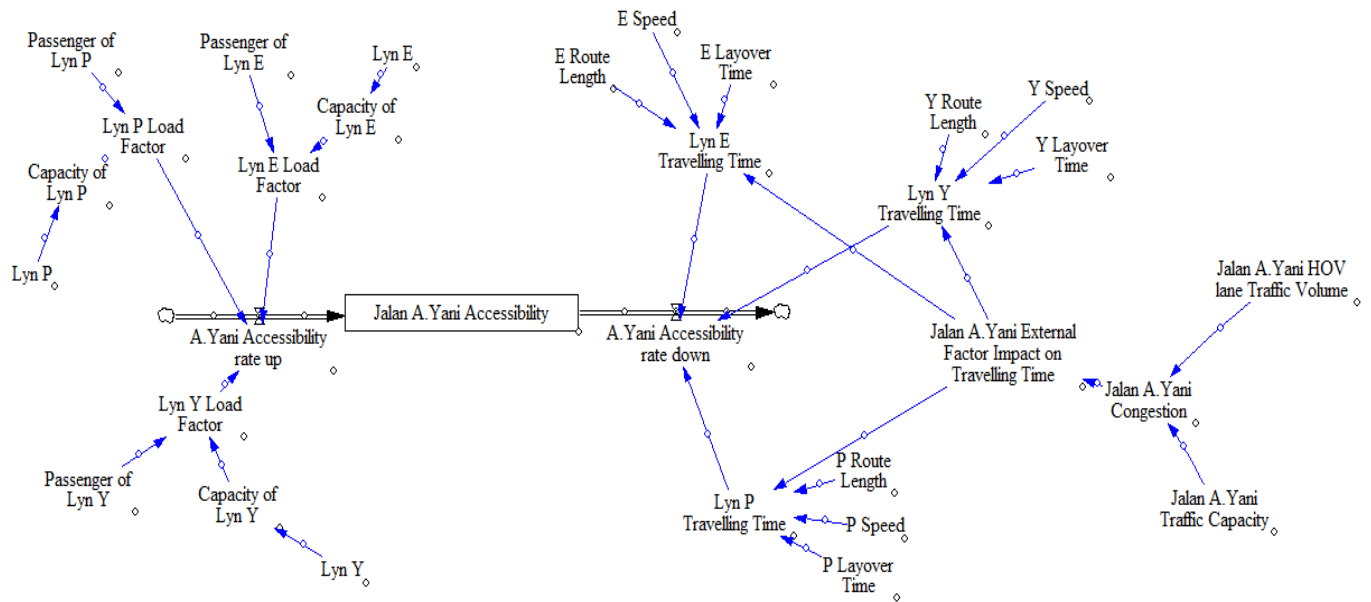 E Speed
Passenger of
Lyn P
Passenger of
Lyn E
Lyn E
E Route
Length
E Layover
Time
Y Route
Length
Y Speed
Capacity of
Lyn E
Lyn P Load
Factor
Lyn E
Travelling Time
Y Layover
Time
Capacity of
Lyn P
Lyn E Load
Factor
Lyn Y
Travelling Time
Lyn P
Jalan A.Yani HOV
lane Traffic Volume
Jalan A.Yani Accessibility
A.Yani Accessibility
rate up
A.Yani Accessibility
rate down
Jalan A.Yani External
Factor Impact on
Travelling Time
Jalan A.Yani
Congestion
Lyn Y Load
Factor
Passenger of
Lyn Y
Capacity of
Lyn Y
P Route
Length
Lyn P
Travelling Time
P Speed
Jalan A.Yani
Traffic Capacity
Lyn Y
P Layover
Time